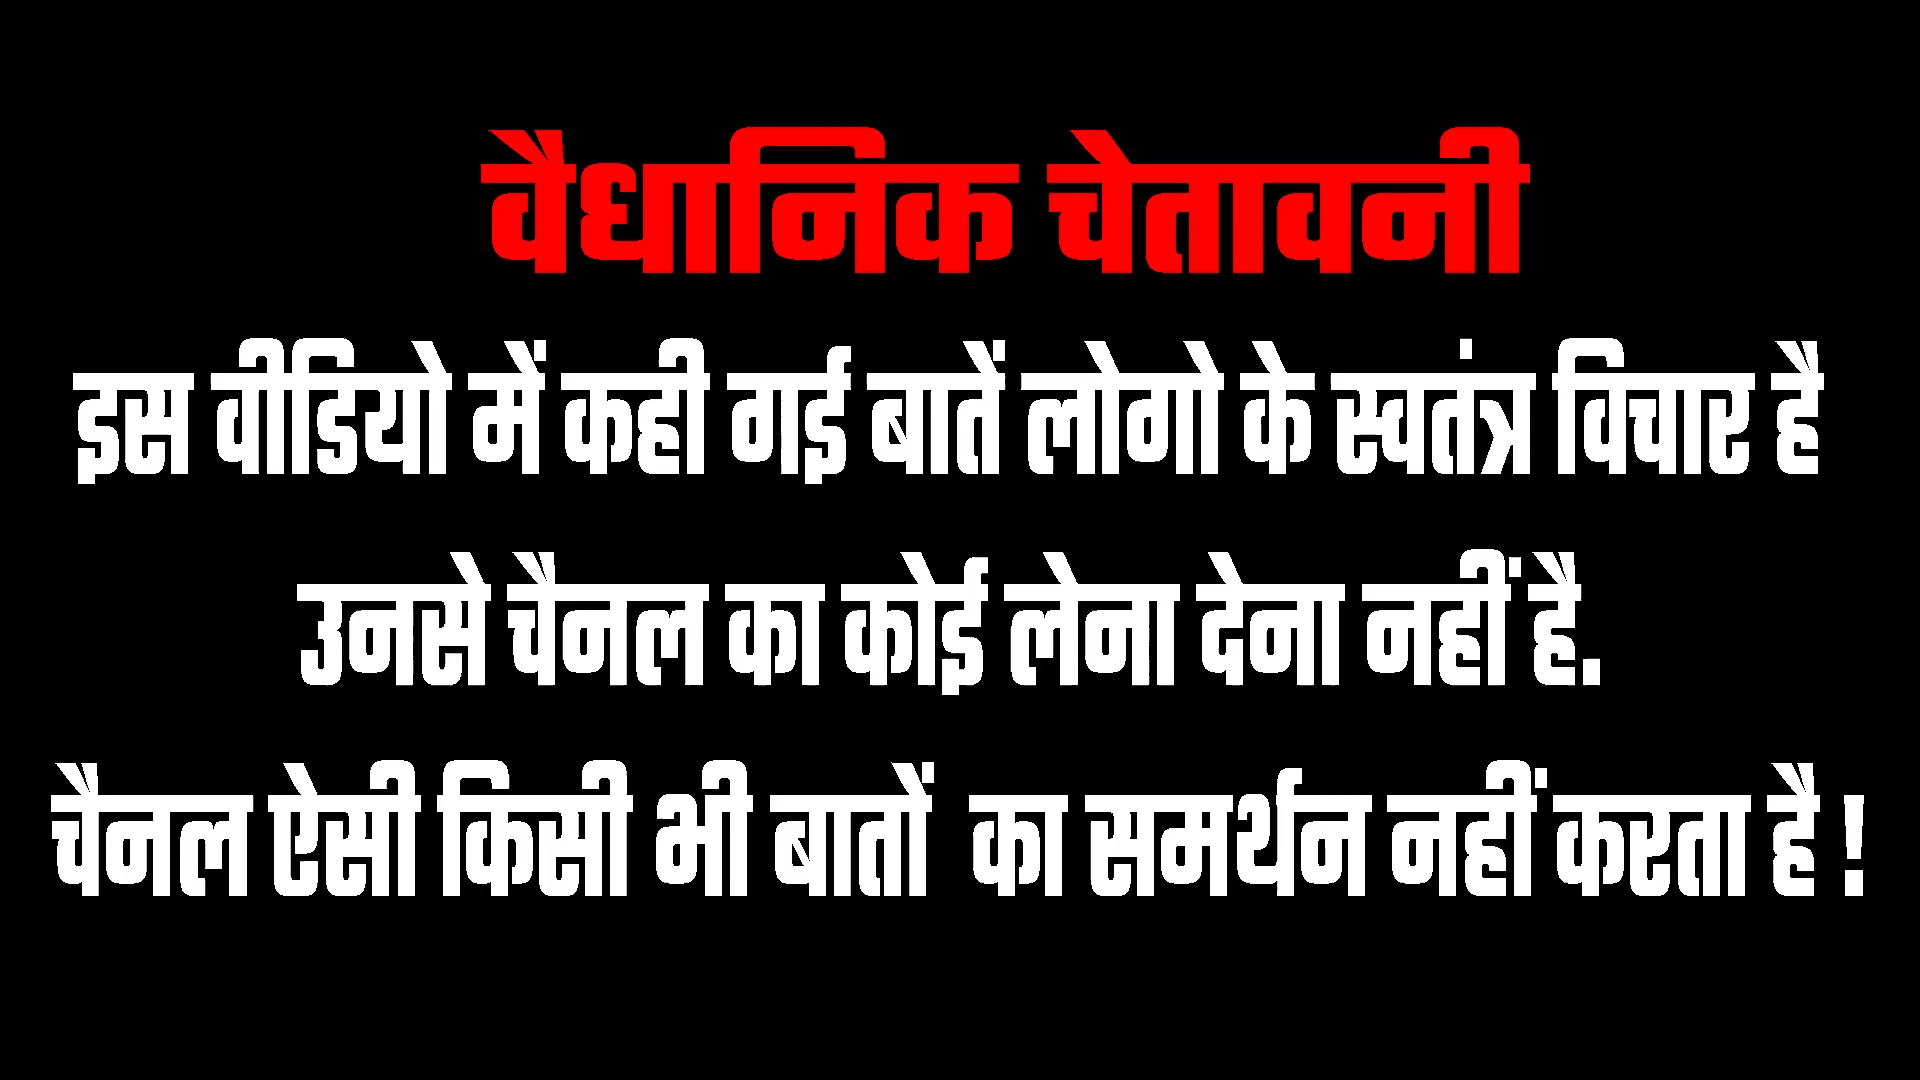 वैधानिक चेतावनी
इस वीडियो में कही गई बातें लोगो के स्वतंत्र विचार है
उनसे चैनल का कोई लेना देना नहीं है.
चैनल ऐसी किसी भी बातों का समर्थन नहीं करता है !